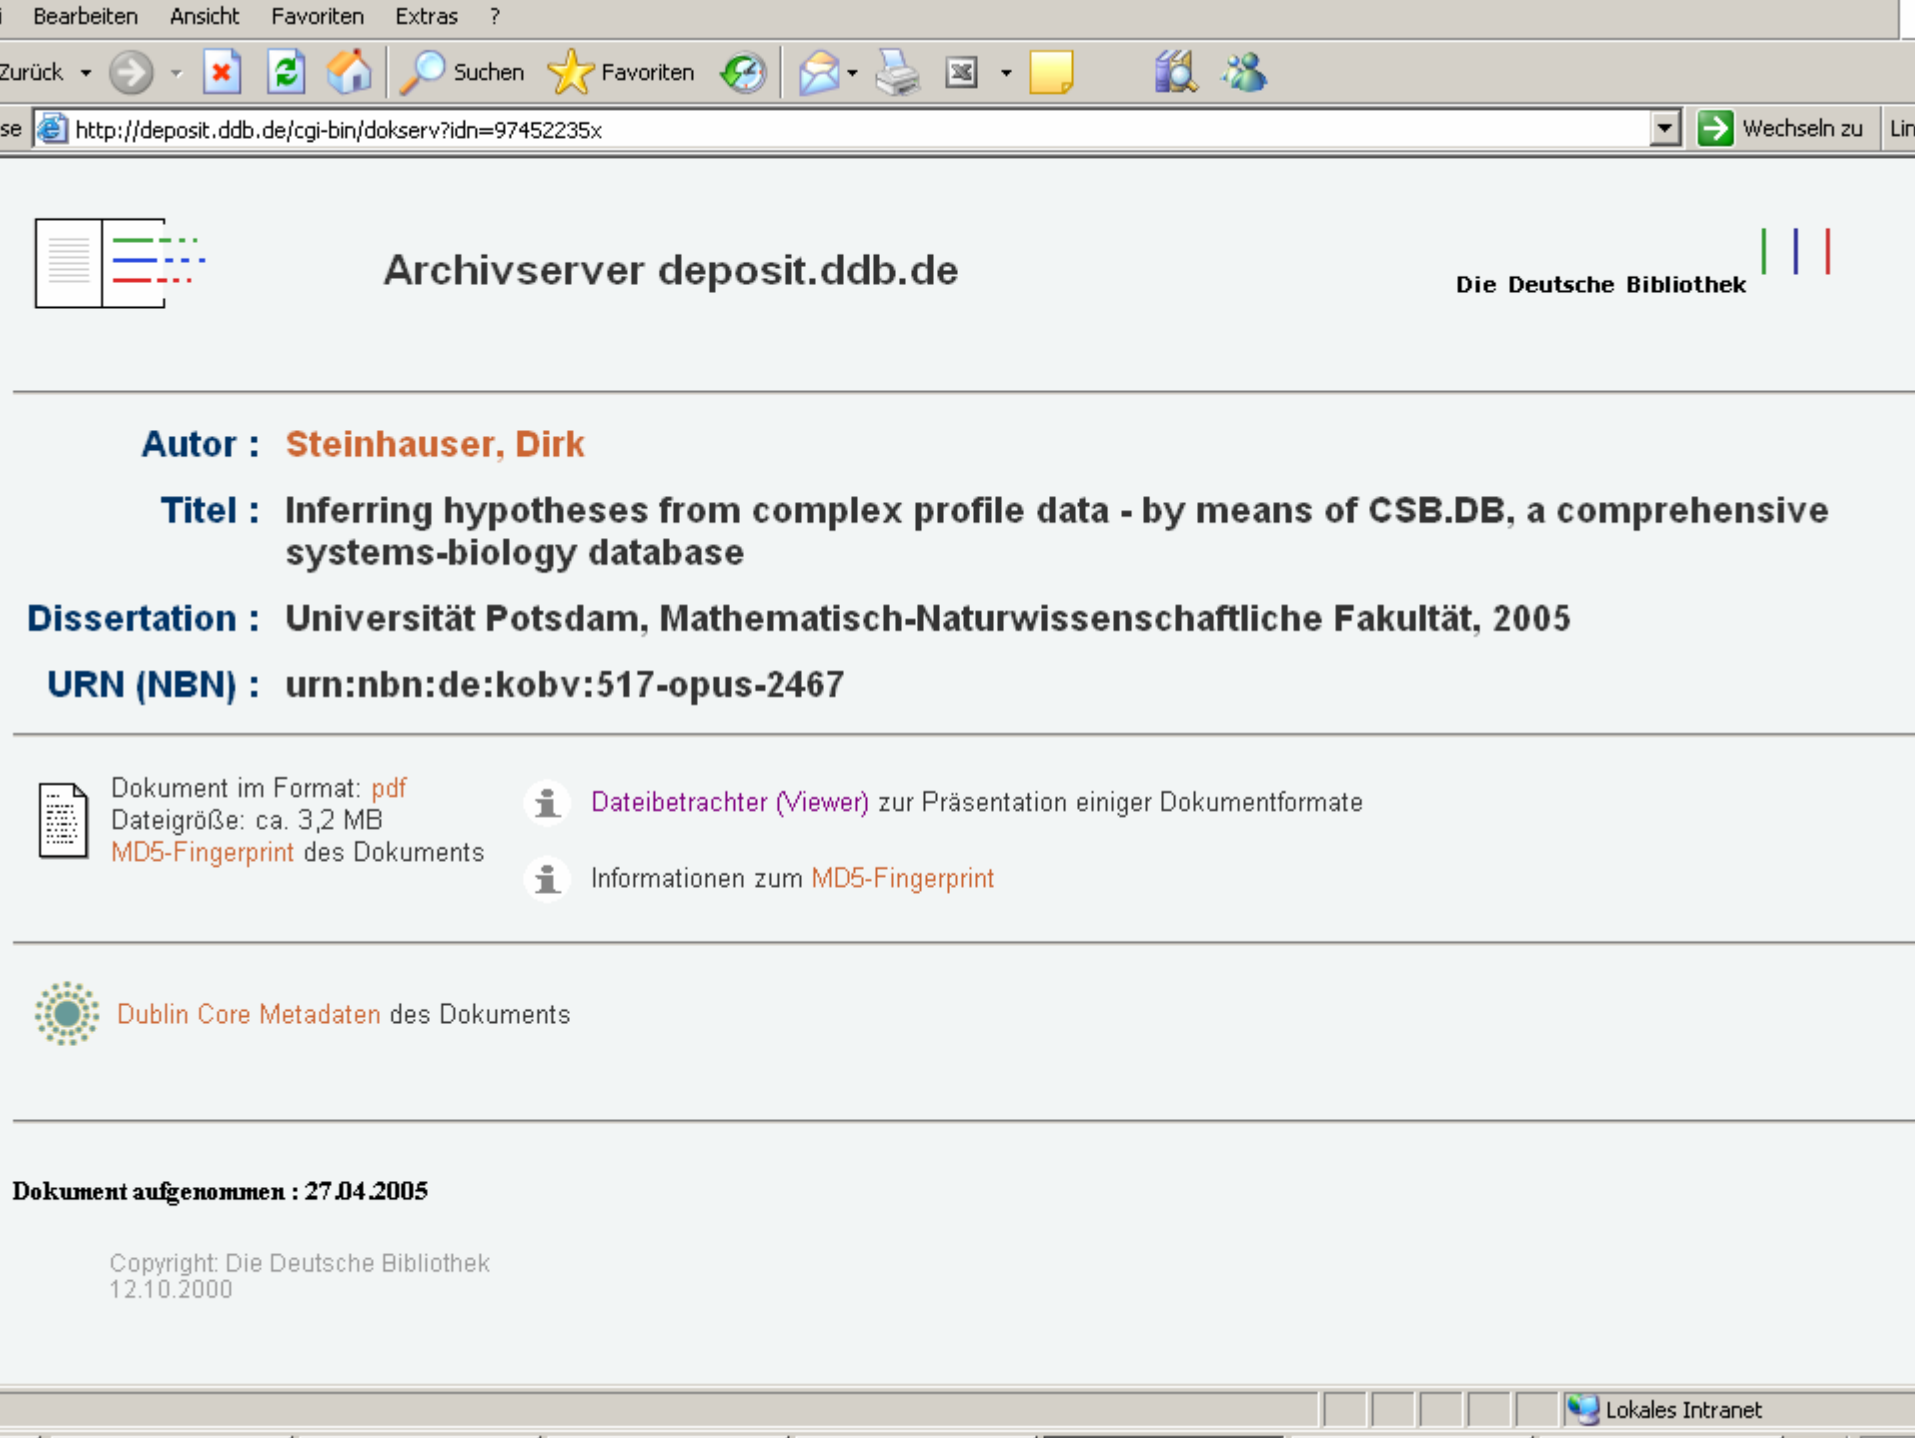 Bearbeiten Ansicht Favoriten Extras ?
Zurück Suchen Favoriten
se http://deposit.ddb.de/cgi-bin/dokserv?idn=97452235x Wechseln zu
Archivserver deposit.ddb.de
Die Deutsche Bibliothek
Autor : Steinhauser, Dirk
Titel : Inferring hypotheses from complex profile data - by means of CSB.DB, a comprehensive
systems-biology database
Dissertation : Universität Potsdam, Mathematisch-Naturwissenschaftliche Fakultät, 2005
URN (NBN) : urn:nbn:de:kobv:517-opus-2467
Dokument im Format: pdf
Dateigröße: ca. 3,2 MB
MD5-Fingerprint des Dokuments
Dateibetrachter (Viewer) zur Präsentation einiger Dokumentformate
Informationen zum MD5-Fingerprint
Dublin Core Metadaten des Dokuments
Dokument aufgenommen : 27.04.2005
Copyright: Die Deutsche Bibliothek
12.10.2000
Lokales Intranet